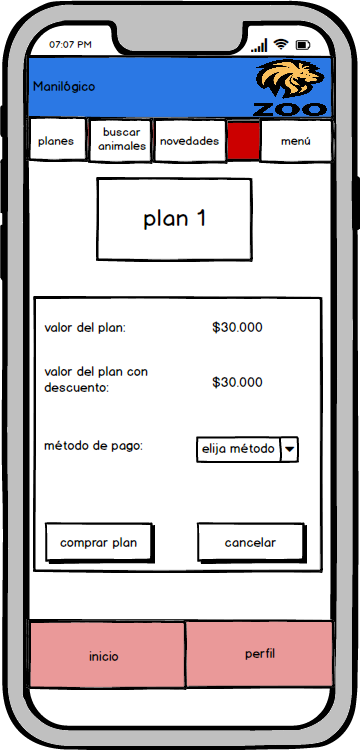 07:07 PM
Manilógico
ZOO
planes
buscar
animales
novedades
menú
plan 1
valor del plan:
$30.000
valor del plan con
descuento:
$30.000
método de pago:
elija método
comprar plan
cancelar
inicio
perfil